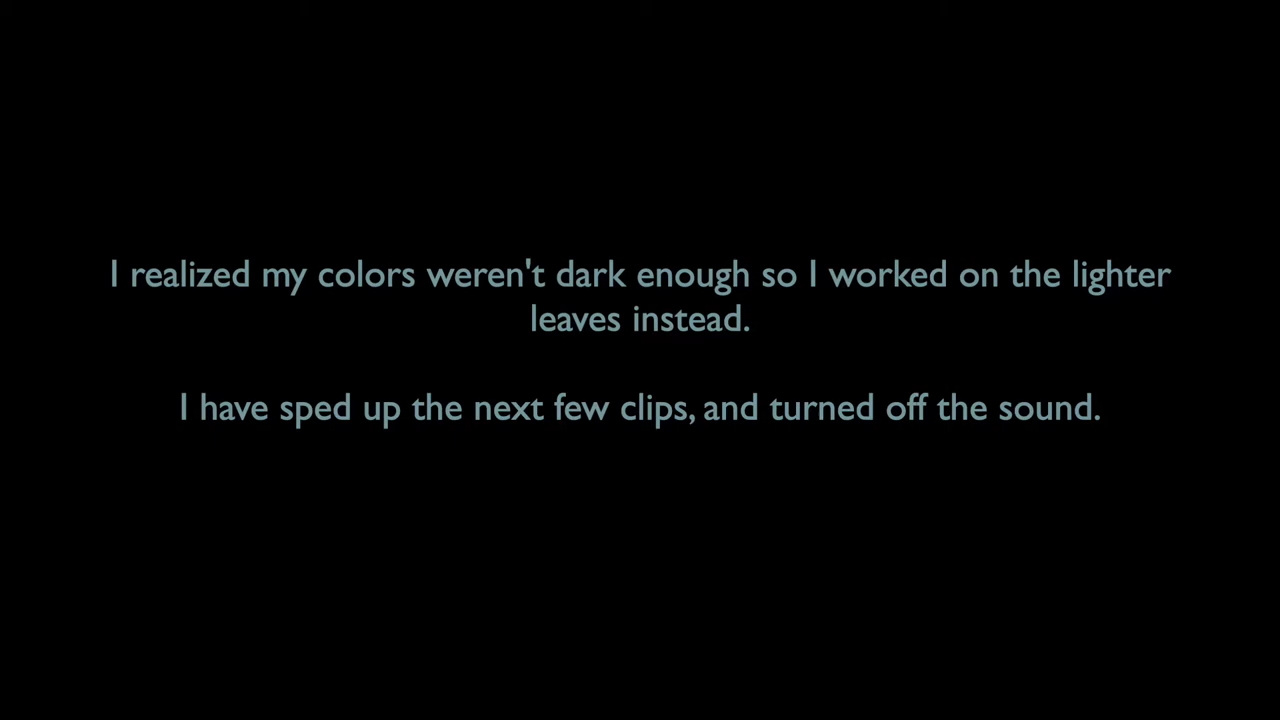 I realized my colors weren't dark enough so I worked on the lighter
leaves instead.
I have sped up the next few clips, and turned off the sound.